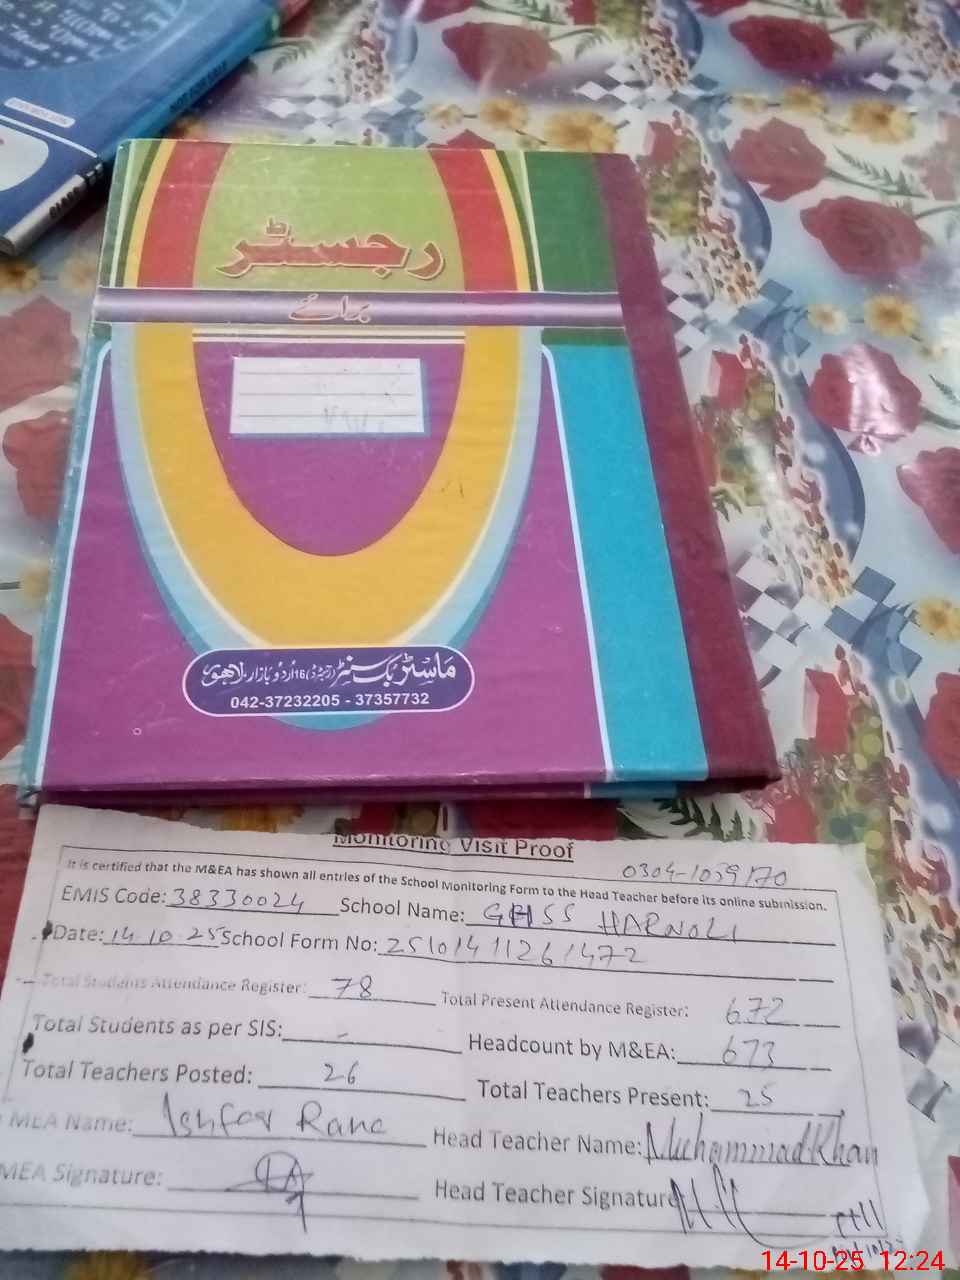 رجسٹر
برائے
ماسٹر بک سنٹر (رجسٹرڈ) 16 اُردو بازار، لاہور
042-37232205 - 37357732
Monitoring Visit Proof
0304-1059170
It is certified that the M&EA has shown all entries of the School Monitoring Form to the Head Teacher before its online submission.
EMIS Code: 38330024 School Name: GHSS HARNOLI
Date: 14.10.25 School Form No: 25101411261472
Total Students Attendance Register: 78 Total Present Attendance Register: 672
Total Students as per SIS: - Headcount by M&EA: 673
Total Teachers Posted: 26 Total Teachers Present: 25
MEA Name: Ishfaq Rana Head Teacher Name: Muhammad Khan
MEA Signature: Head Teacher Signature
14-10-25 12:24